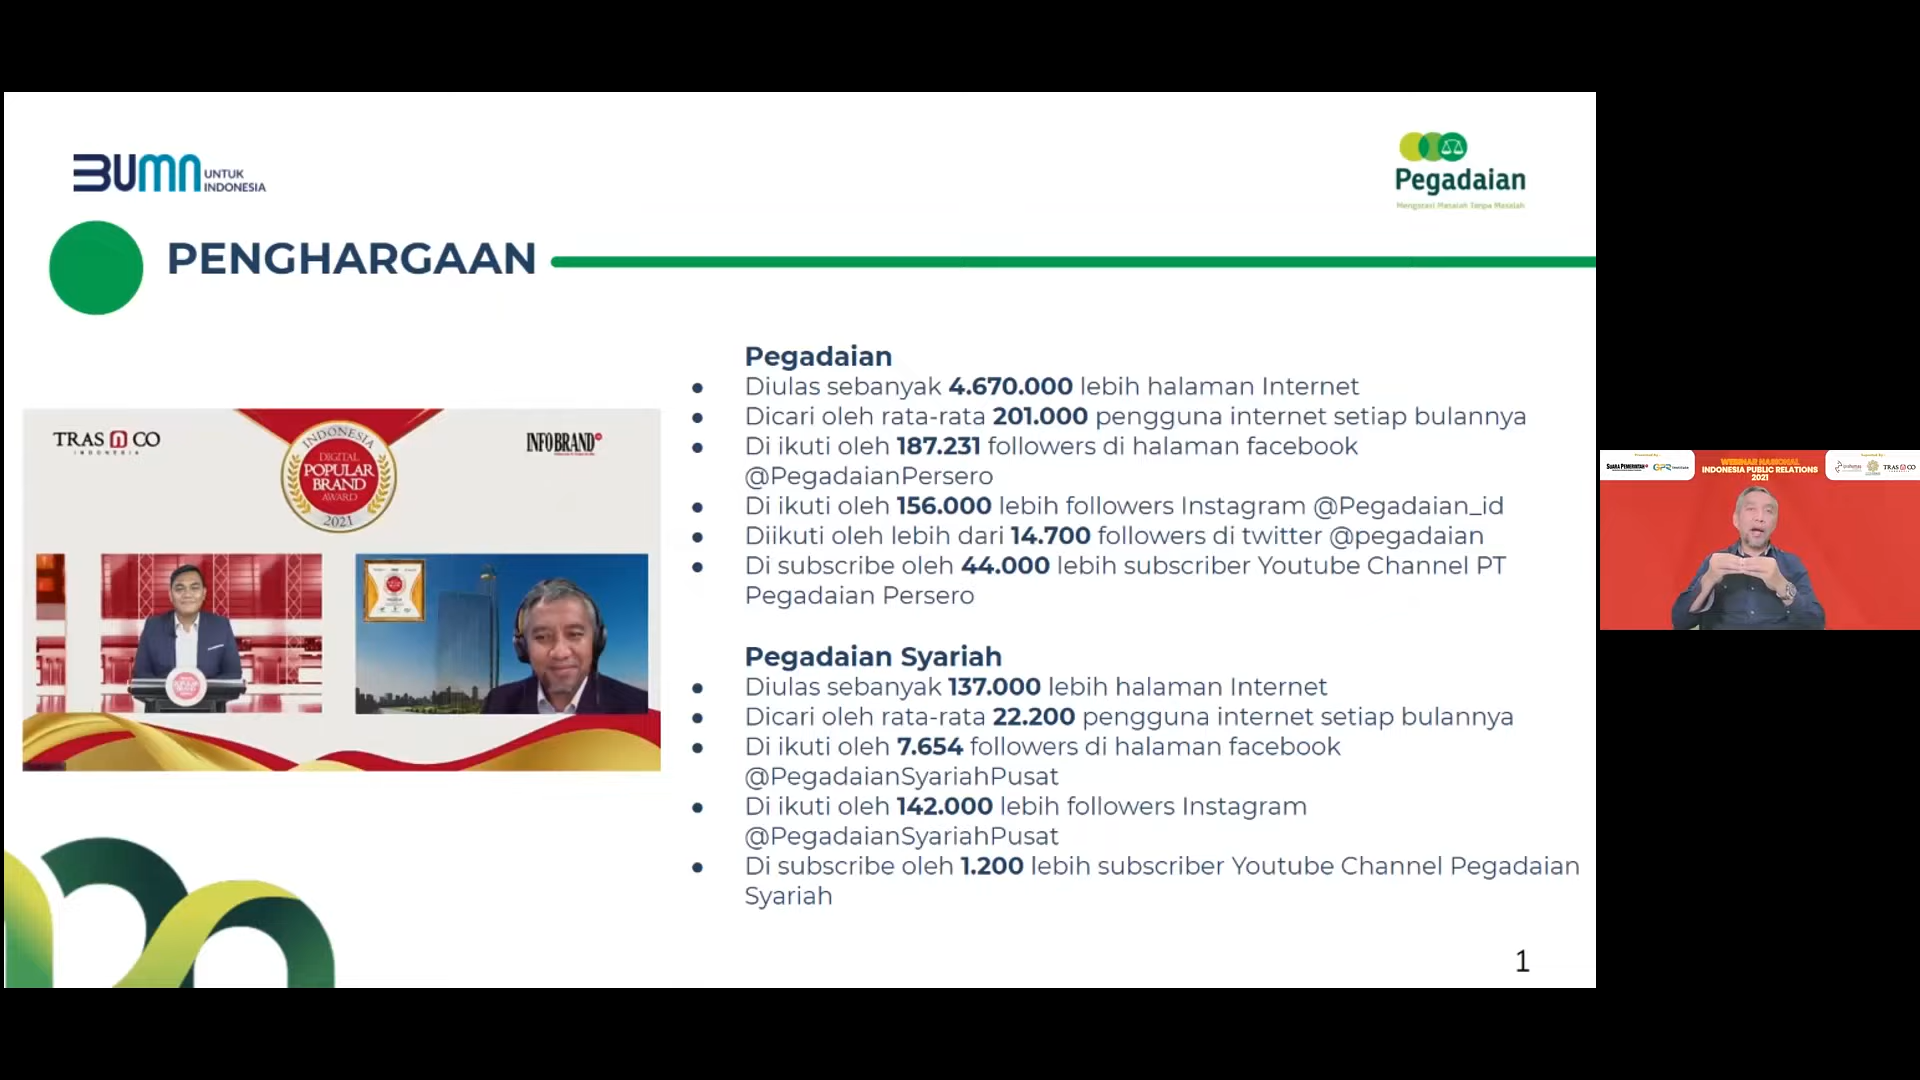 BUMN UNTUK INDONESIA
Pegadaian
Mengatasi Masalah Tanpa Masalah
PENGHARGAAN
TRAS N CO
INDONESIA
INDONESIA
DIGITAL
POPULAR
BRAND
AWARD
2021
INFOBRAND
Pegadaian
● Diulas sebanyak 4.670.000 lebih halaman Internet
● Dicari oleh rata-rata 201.000 pengguna internet setiap bulannya
● Di ikuti oleh 187.231 followers di halaman facebook
@PegadaianPersero
● Di ikuti oleh 156.000 lebih followers Instagram @Pegadaian_id
● Diikuti oleh lebih dari 14.700 followers di twitter @pegadaian
● Di subscribe oleh 44.000 lebih subscriber Youtube Channel PT
Pegadaian Persero
Pegadaian Syariah
● Diulas sebanyak 137.000 lebih halaman Internet
● Dicari oleh rata-rata 22.200 pengguna internet setiap bulannya
● Di ikuti oleh 7.654 followers di halaman facebook
@PegadaianSyariahPusat
● Di ikuti oleh 142.000 lebih followers Instagram
@PegadaianSyariahPusat
● Di subscribe oleh 1.200 lebih subscriber Youtube Channel Pegadaian
Syariah
1
SUARA PEMERINTAH
WEBINAR NASIONAL
INDONESIA PUBLIC RELATIONS
2021
TRAS N CO